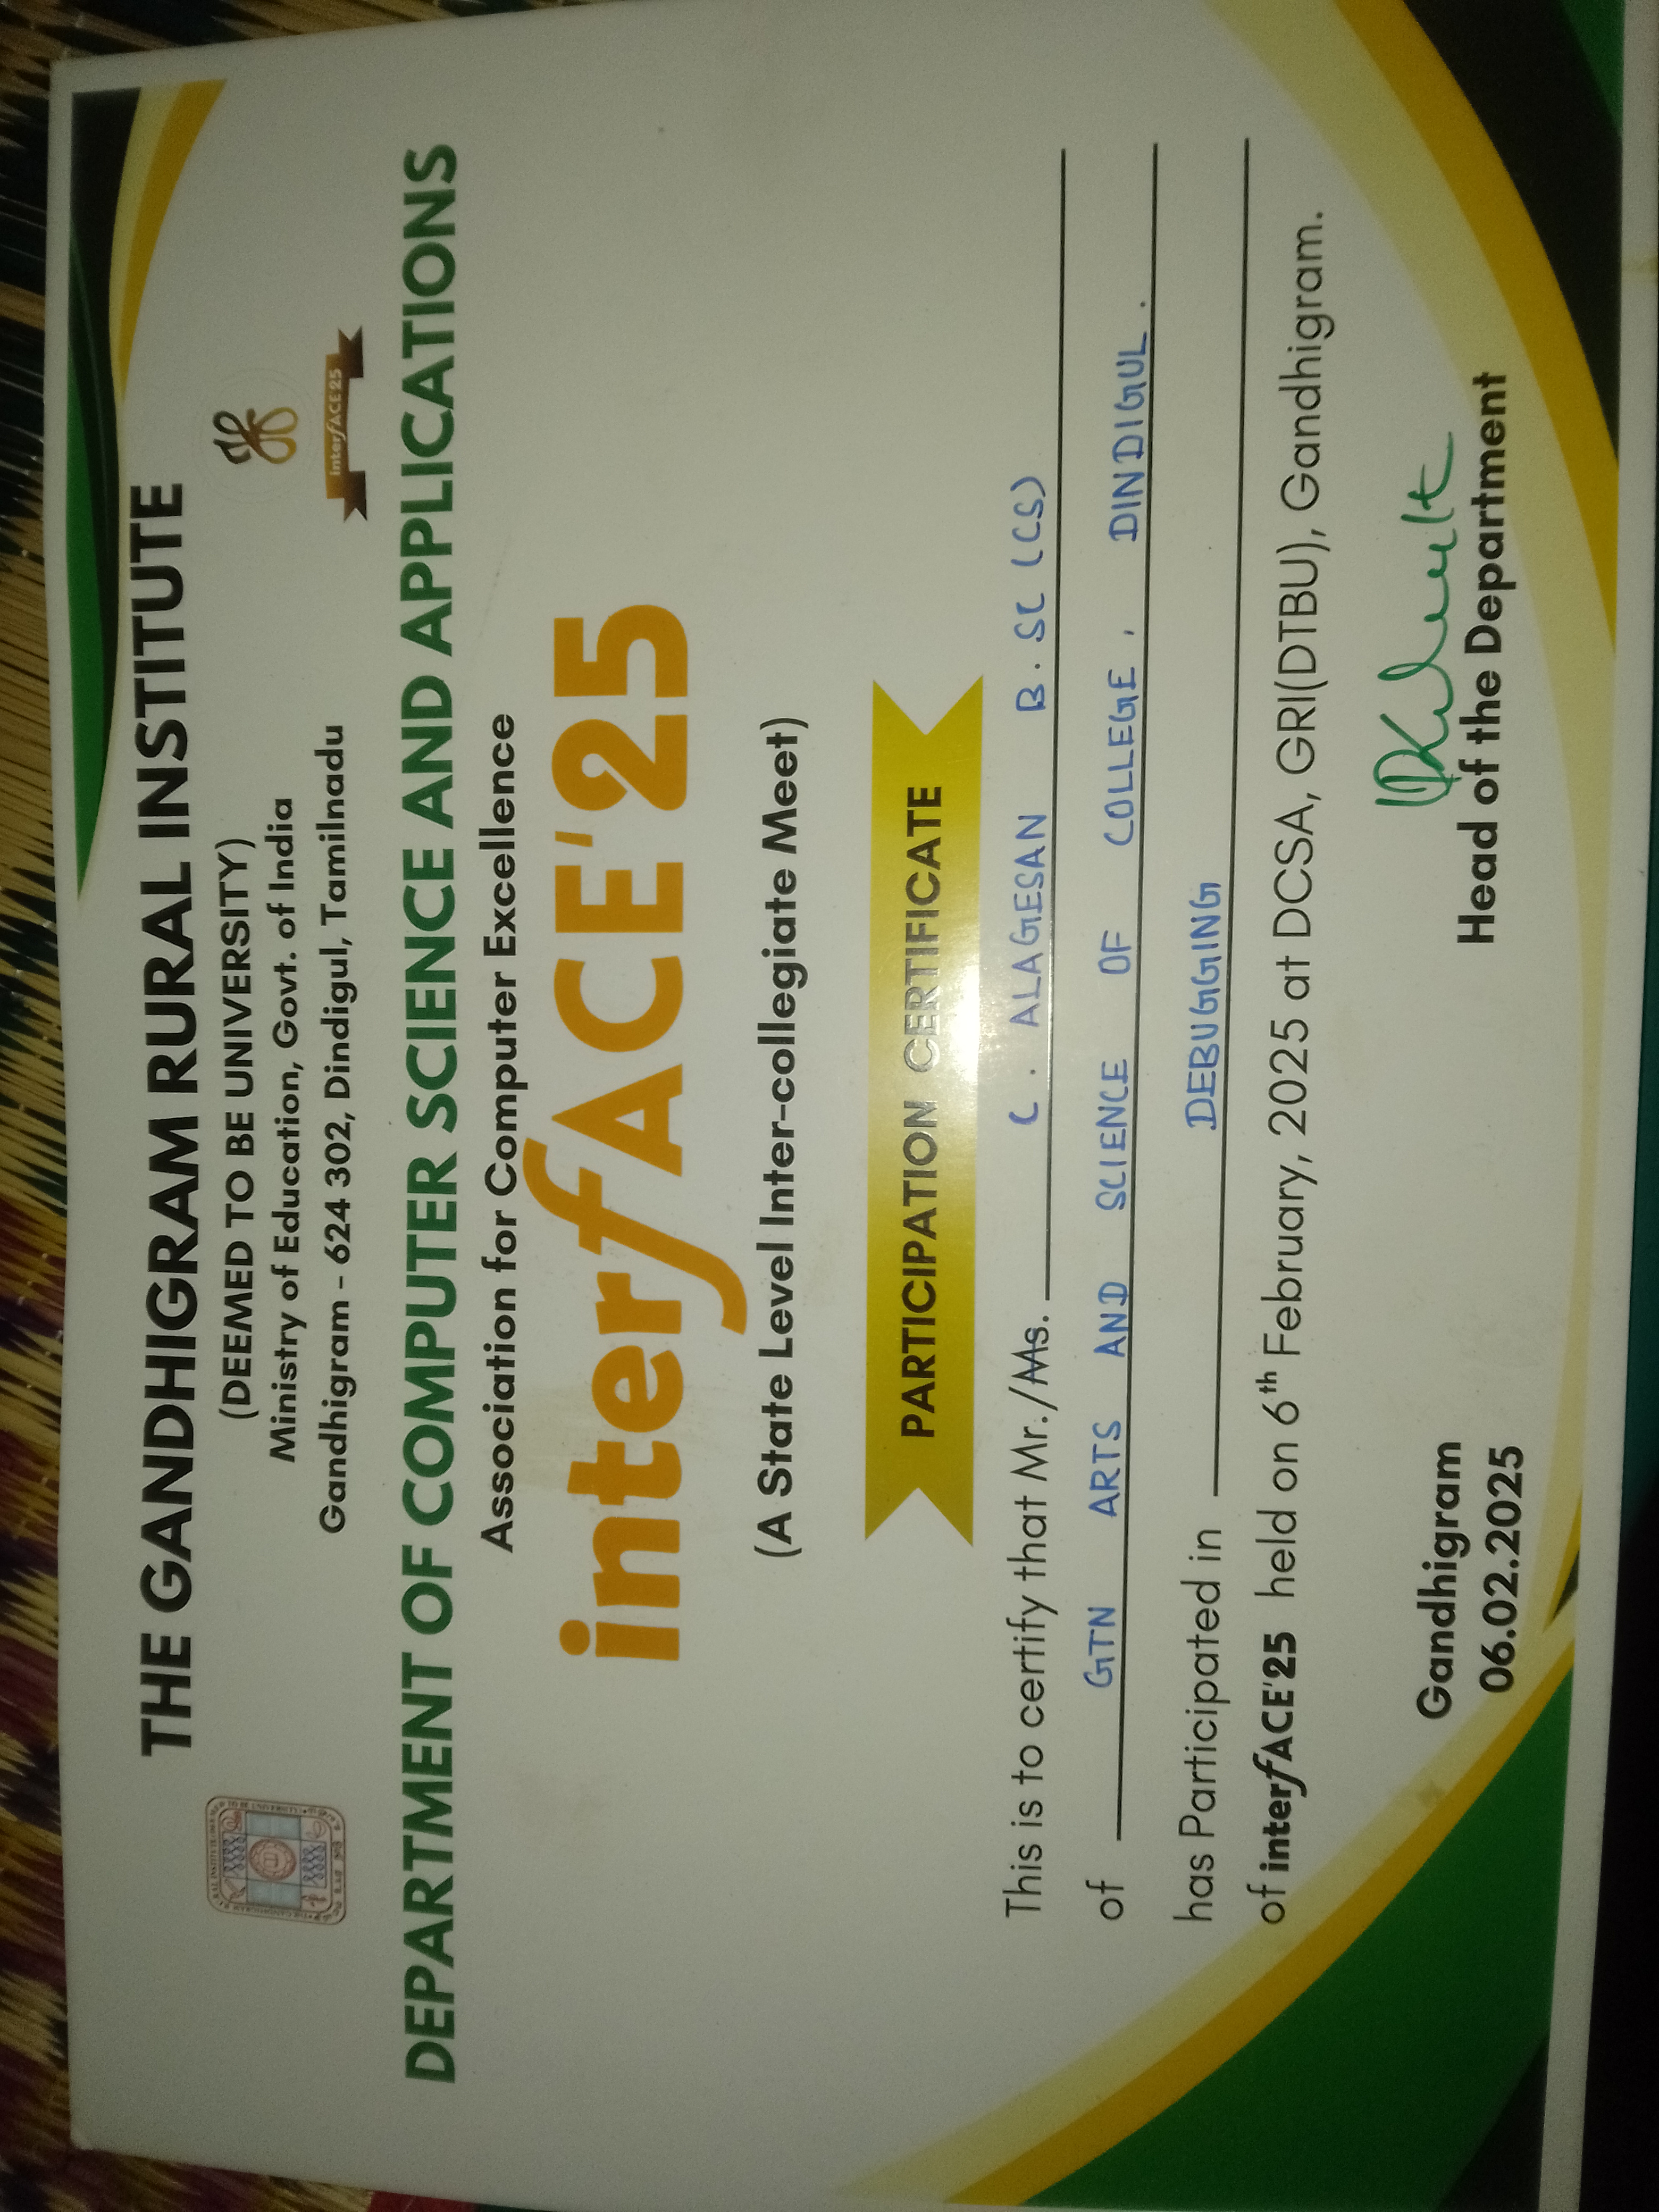 THE GANDHIGRAM RURAL INSTITUTE
(DEEMED TO BE UNIVERSITY)
Ministry of Education, Govt. of India
Gandhigram - 624 302, Dindigul, Tamilnadu
interfACE25
DEPARTMENT OF COMPUTER SCIENCE AND APPLICATIONS
Association for Computer Excellence
interfACE'25
(A State Level Inter-collegiate Meet)
PARTICIPATION CERTIFICATE
This is to certify that Mr./Ms. C. ALAGESAN B.SC (CS)
of GTN ARTS AND SCIENCE OF COLLEGE, DINDIGUL.
has Participated in DEBUGGING
of interfACE'25 held on 6th February, 2025 at DCSA, GRI(DTBU), Gandhigram.
Gandhigram
06.02.2025
Head of the Department